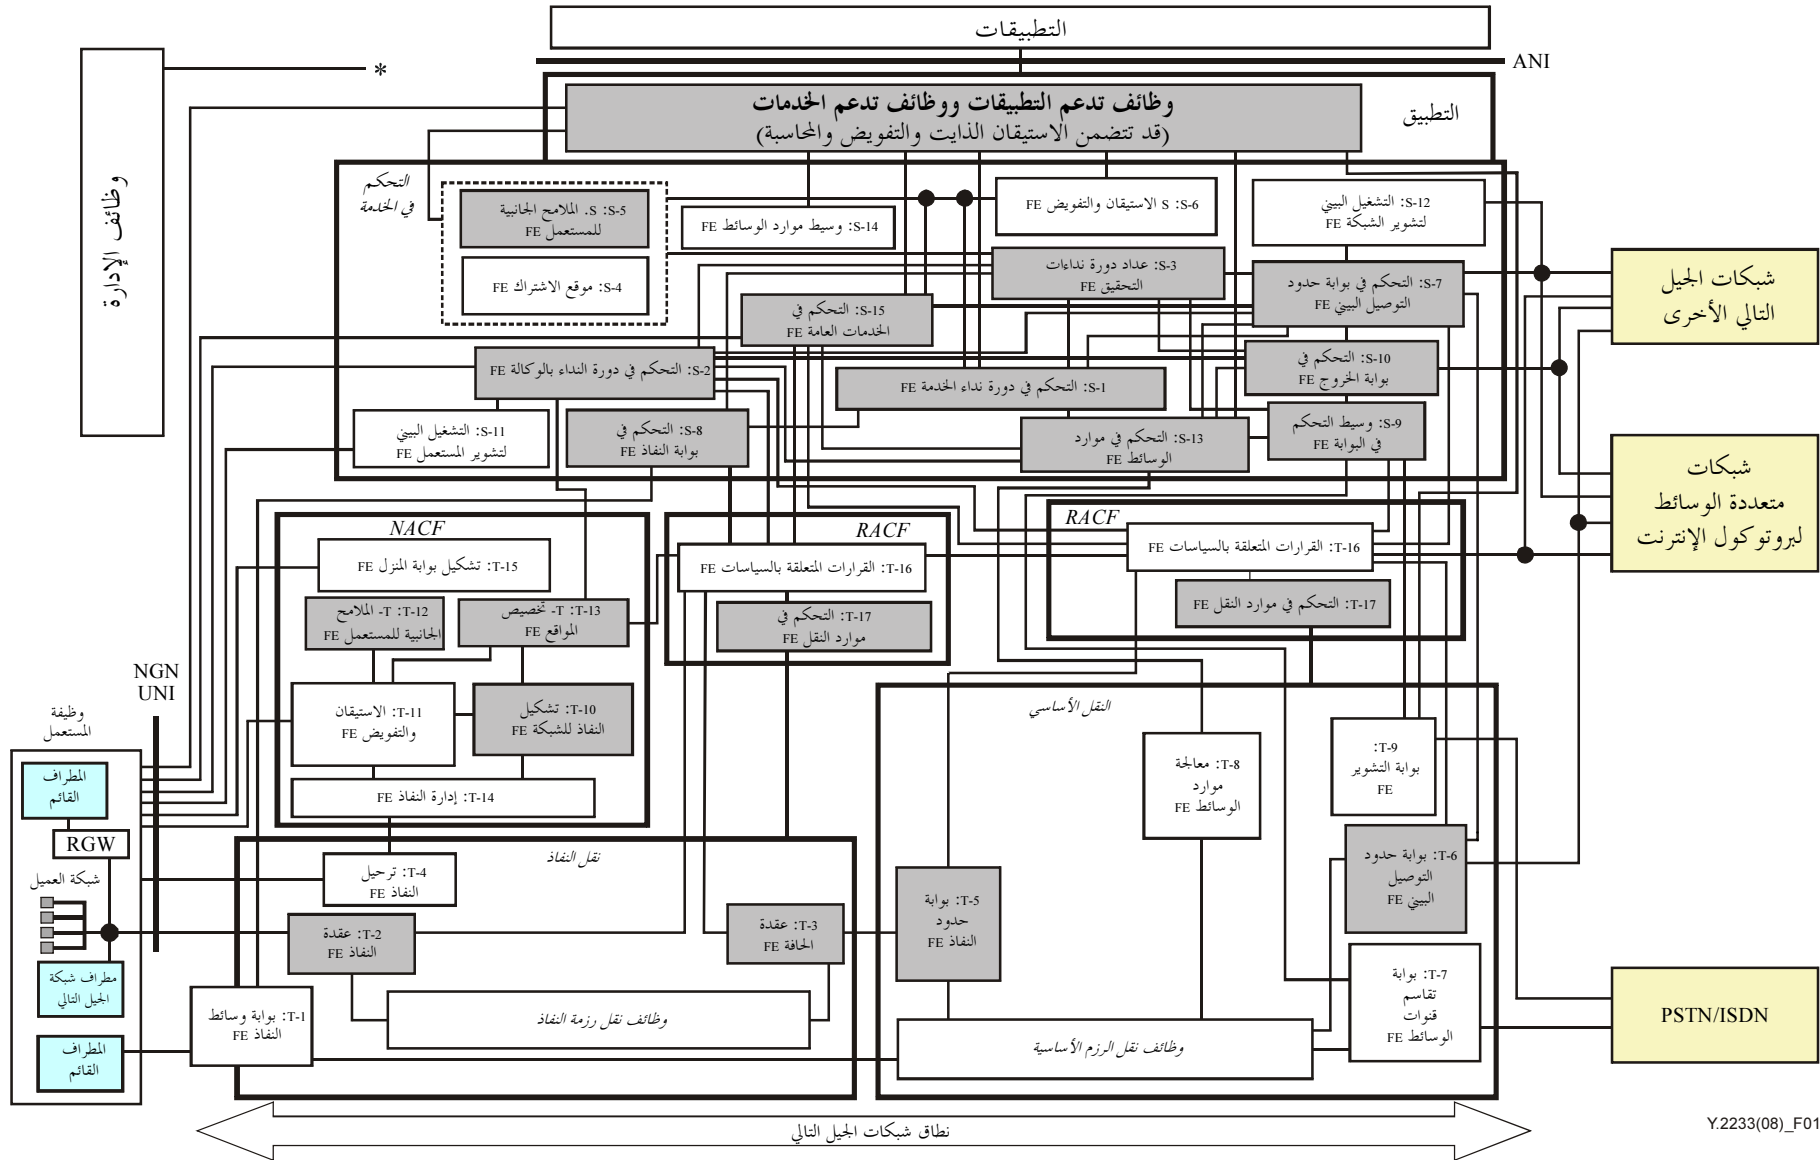 التطبيقات
ANI
*
وظائف الإدارة
التطبيق
وظائف تدعم التطبيقات ووظائف تدعم الخدمات
(قد تتضمن الاستيقان الذايت والتفويض والمحاسبة)
التحكم
في الخدمة
S-5: S. الملامح الجانبية
للمستعمل FE
S-4: موقع الاشتراك FE
S-14: وسيط موارد الوسائط FE
S-6: S الاستيقان والتفويض FE
S-12: التشغيل البيني
لتشوير الشبكة FE
S-3: عداد دورة نداءات
التحقيق FE
S-7: التحكم في بوابة حدود
التوصيل البيني FE
S-15: التحكم في
الخدمات العامة FE
S-2: التحكم في دورة النداء بالوكالة FE
S-1: التحكم في دورة نداء الخدمة FE
S-10: التحكم في
بوابة الخروج FE
S-11: التشغيل البيني
لتشوير المستعمل FE
S-8: التحكم في
بوابة النفاذ FE
S-13: التحكم في موارد
الوسائط FE
S-9: وسيط التحكم
في البوابة FE
شبكات الجيل
التالي الأخرى
شبكات
متعددة الوسائط
لبروتوكول الإنترنت
PSTN/ISDN
NACF
T-15: تشكيل بوابة المنزل FE
T-12: T- الملامح
الجانبية للمستعمل FE
T-13: T- تخصيص
المواقع FE
T-11: الاستيقان
والتفويض FE
T-10: تشكيل
النفاذ للشبكة FE
T-14: إدارة النفاذ FE
RACF
T-16: القرارات المتعلقة بالسياسات FE
T-17: التحكم في
موارد النقل FE
RACF
T-16: القرارات المتعلقة بالسياسات FE
T-17: التحكم في موارد النقل FE
NGN
UNI
وظيفة
المستعمل
المطراف
القائم
RGW
شبكة العميل
مطراف شبكة
الجيل التالي
المطراف
القائم
نقل النفاذ
T-4: ترحيل
النفاذ FE
T-2: عقدة
النفاذ FE
T-3: عقدة
الحافة FE
T-1: بوابة وسائط
النفاذ FE
وظائف نقل رزمة النفاذ
النقل الأساسي
T-5: بوابة
حدود
النفاذ FE
T-8: معالجة
موارد
الوسائط FE
T-9:
بوابة التشوير
FE
T-6: بوابة حدود
التوصيل
البيني FE
T-7: بوابة
تقاسم
قنوات
الوسائط FE
وظائف نقل الرزم الأساسية
نطاق شبكات الجيل التالي
Y.2233(08)_F01